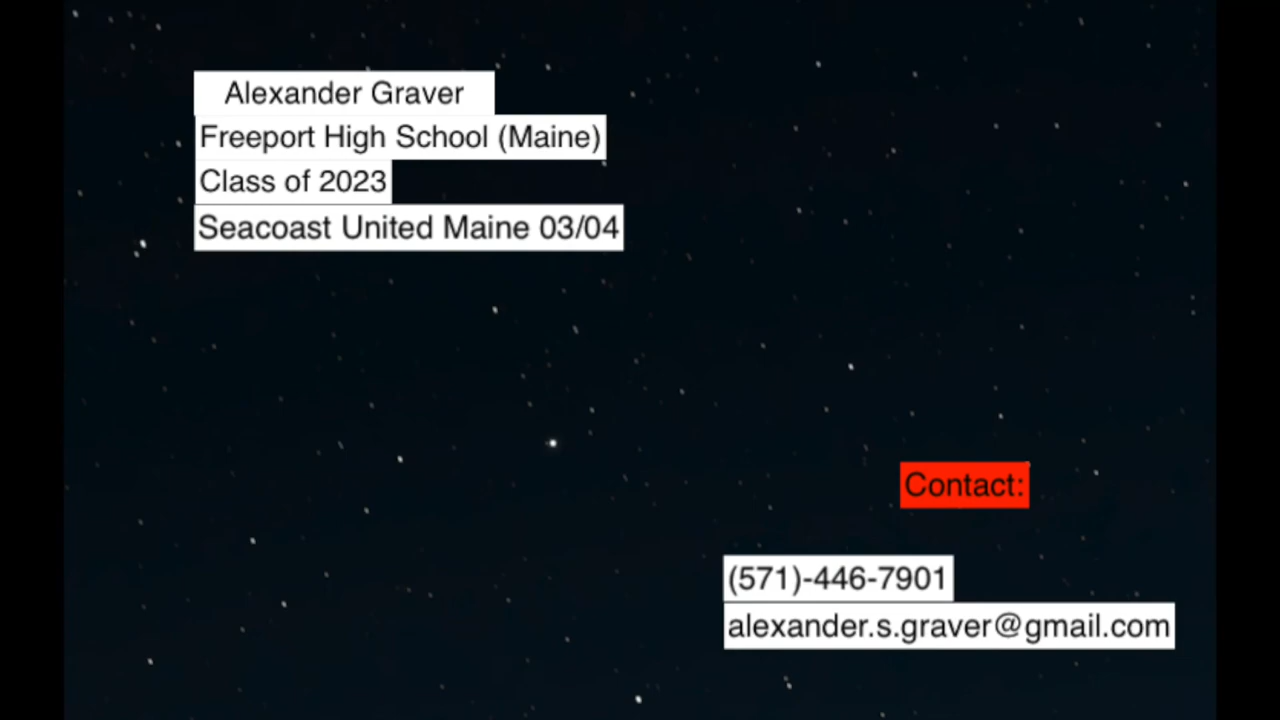 Alexander Graver
Freeport High School (Maine)
Class of 2023
Seacoast United Maine 03/04
Contact:
(571)-446-7901
alexander.s.graver@gmail.com